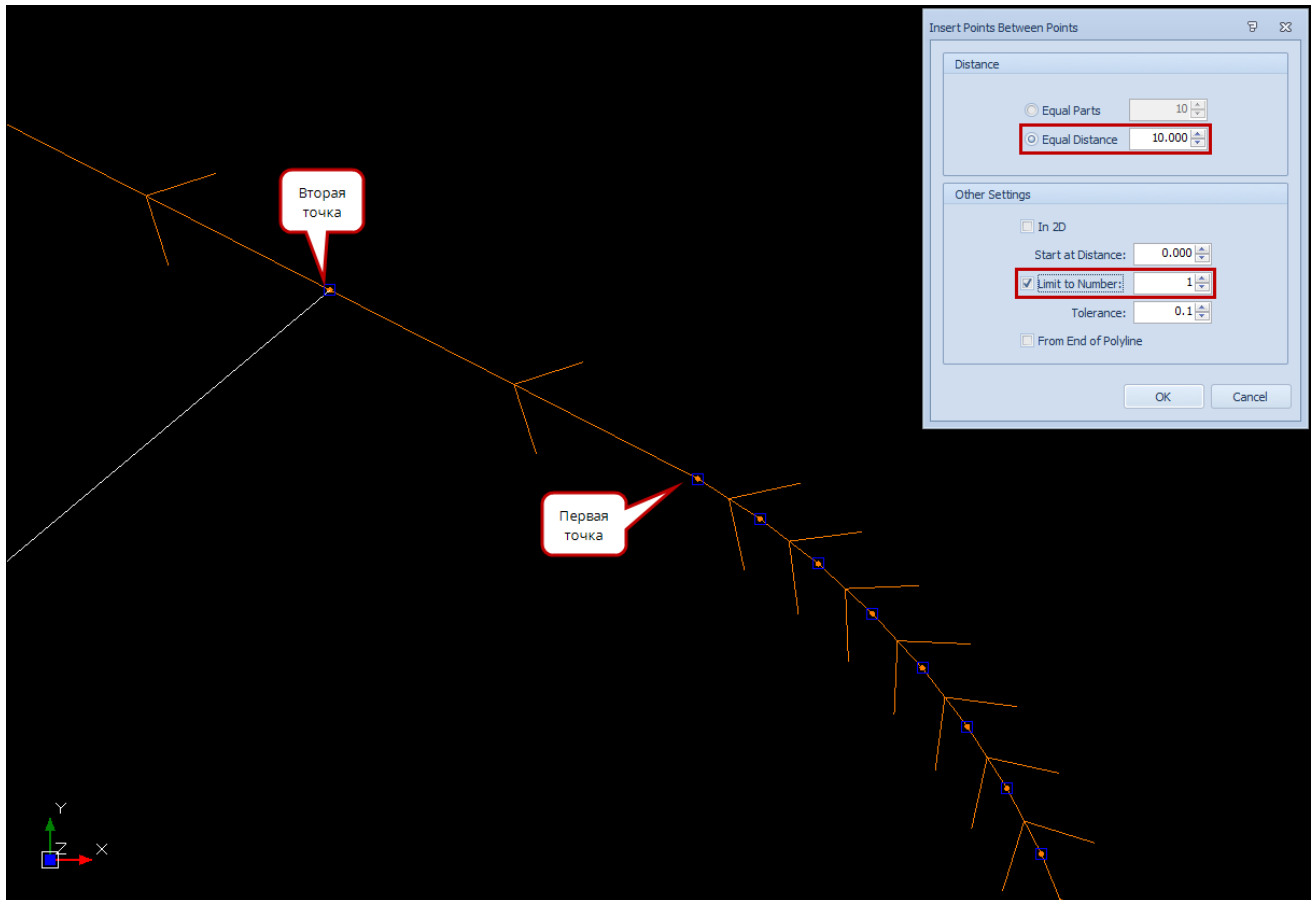 Insert Points Between Points
Distance
Equal Parts 10
Equal Distance 10.000
Other Settings
In 2D
Start at Distance: 0.000
Limit to Number: 1
Tolerance: 0.1
From End of Polyline
OK Cancel
Вторая
точка
Первая
точка
Y
Z X